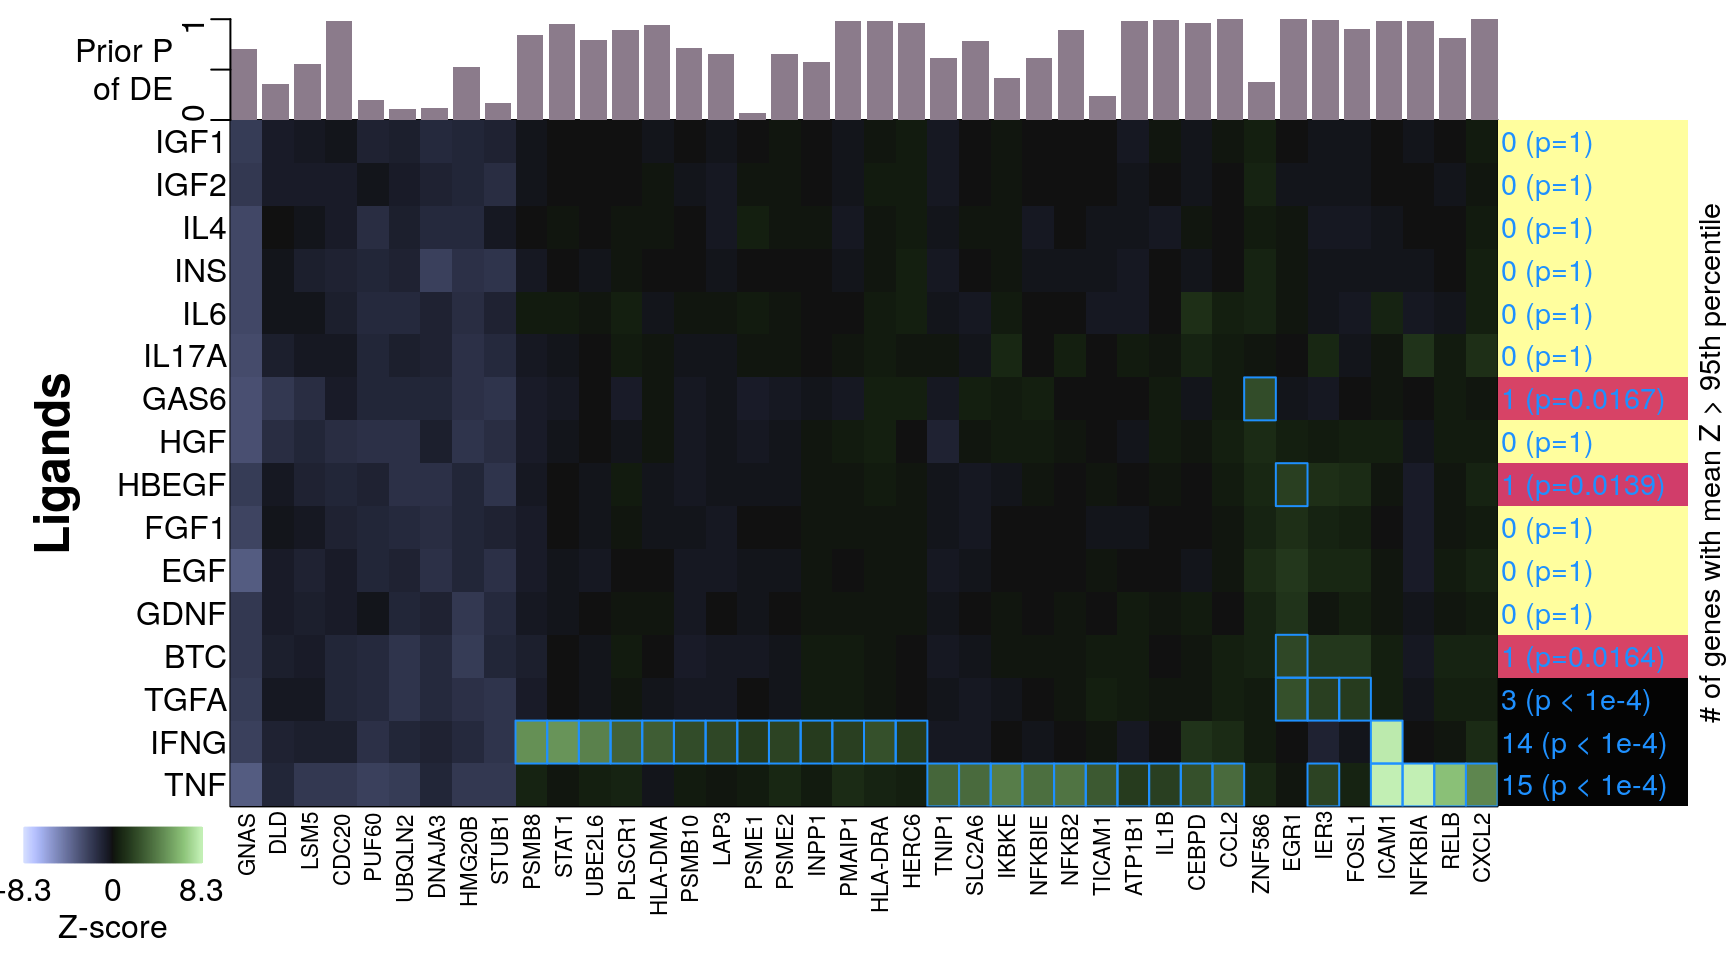 Prior P
of DE
1
0
Ligands
IGF1
IGF2
IL4
INS
IL6
IL17A
GAS6
HGF
HBEGF
FGF1
EGF
GDNF
BTC
TGFA
IFNG
TNF
0 (p=1)
0 (p=1)
0 (p=1)
0 (p=1)
0 (p=1)
0 (p=1)
1 (p=0.0167)
0 (p=1)
1 (p=0.0139)
0 (p=1)
0 (p=1)
0 (p=1)
1 (p=0.0164)
3 (p < 1e-4)
14 (p < 1e-4)
15 (p < 1e-4)
# of genes with mean Z > 95th percentile
GNAS
DLD
LSM5
CDC20
PUF60
UBQLN2
DNAJA3
HMG20B
STUB1
PSMB8
STAT1
UBE2L6
PLSCR1
HLA-DMA
PSMB10
LAP3
PSME1
PSME2
INPP1
PMAIP1
HLA-DRA
HERC6
TNIP1
SLC2A6
IKBKE
NFKBIE
NFKB2
TICAM1
ATP1B1
IL1B
CEBPD
CCL2
ZNF586
EGR1
IER3
FOSL1
ICAM1
NFKBIA
RELB
CXCL2
-8.3 0 8.3
Z-score